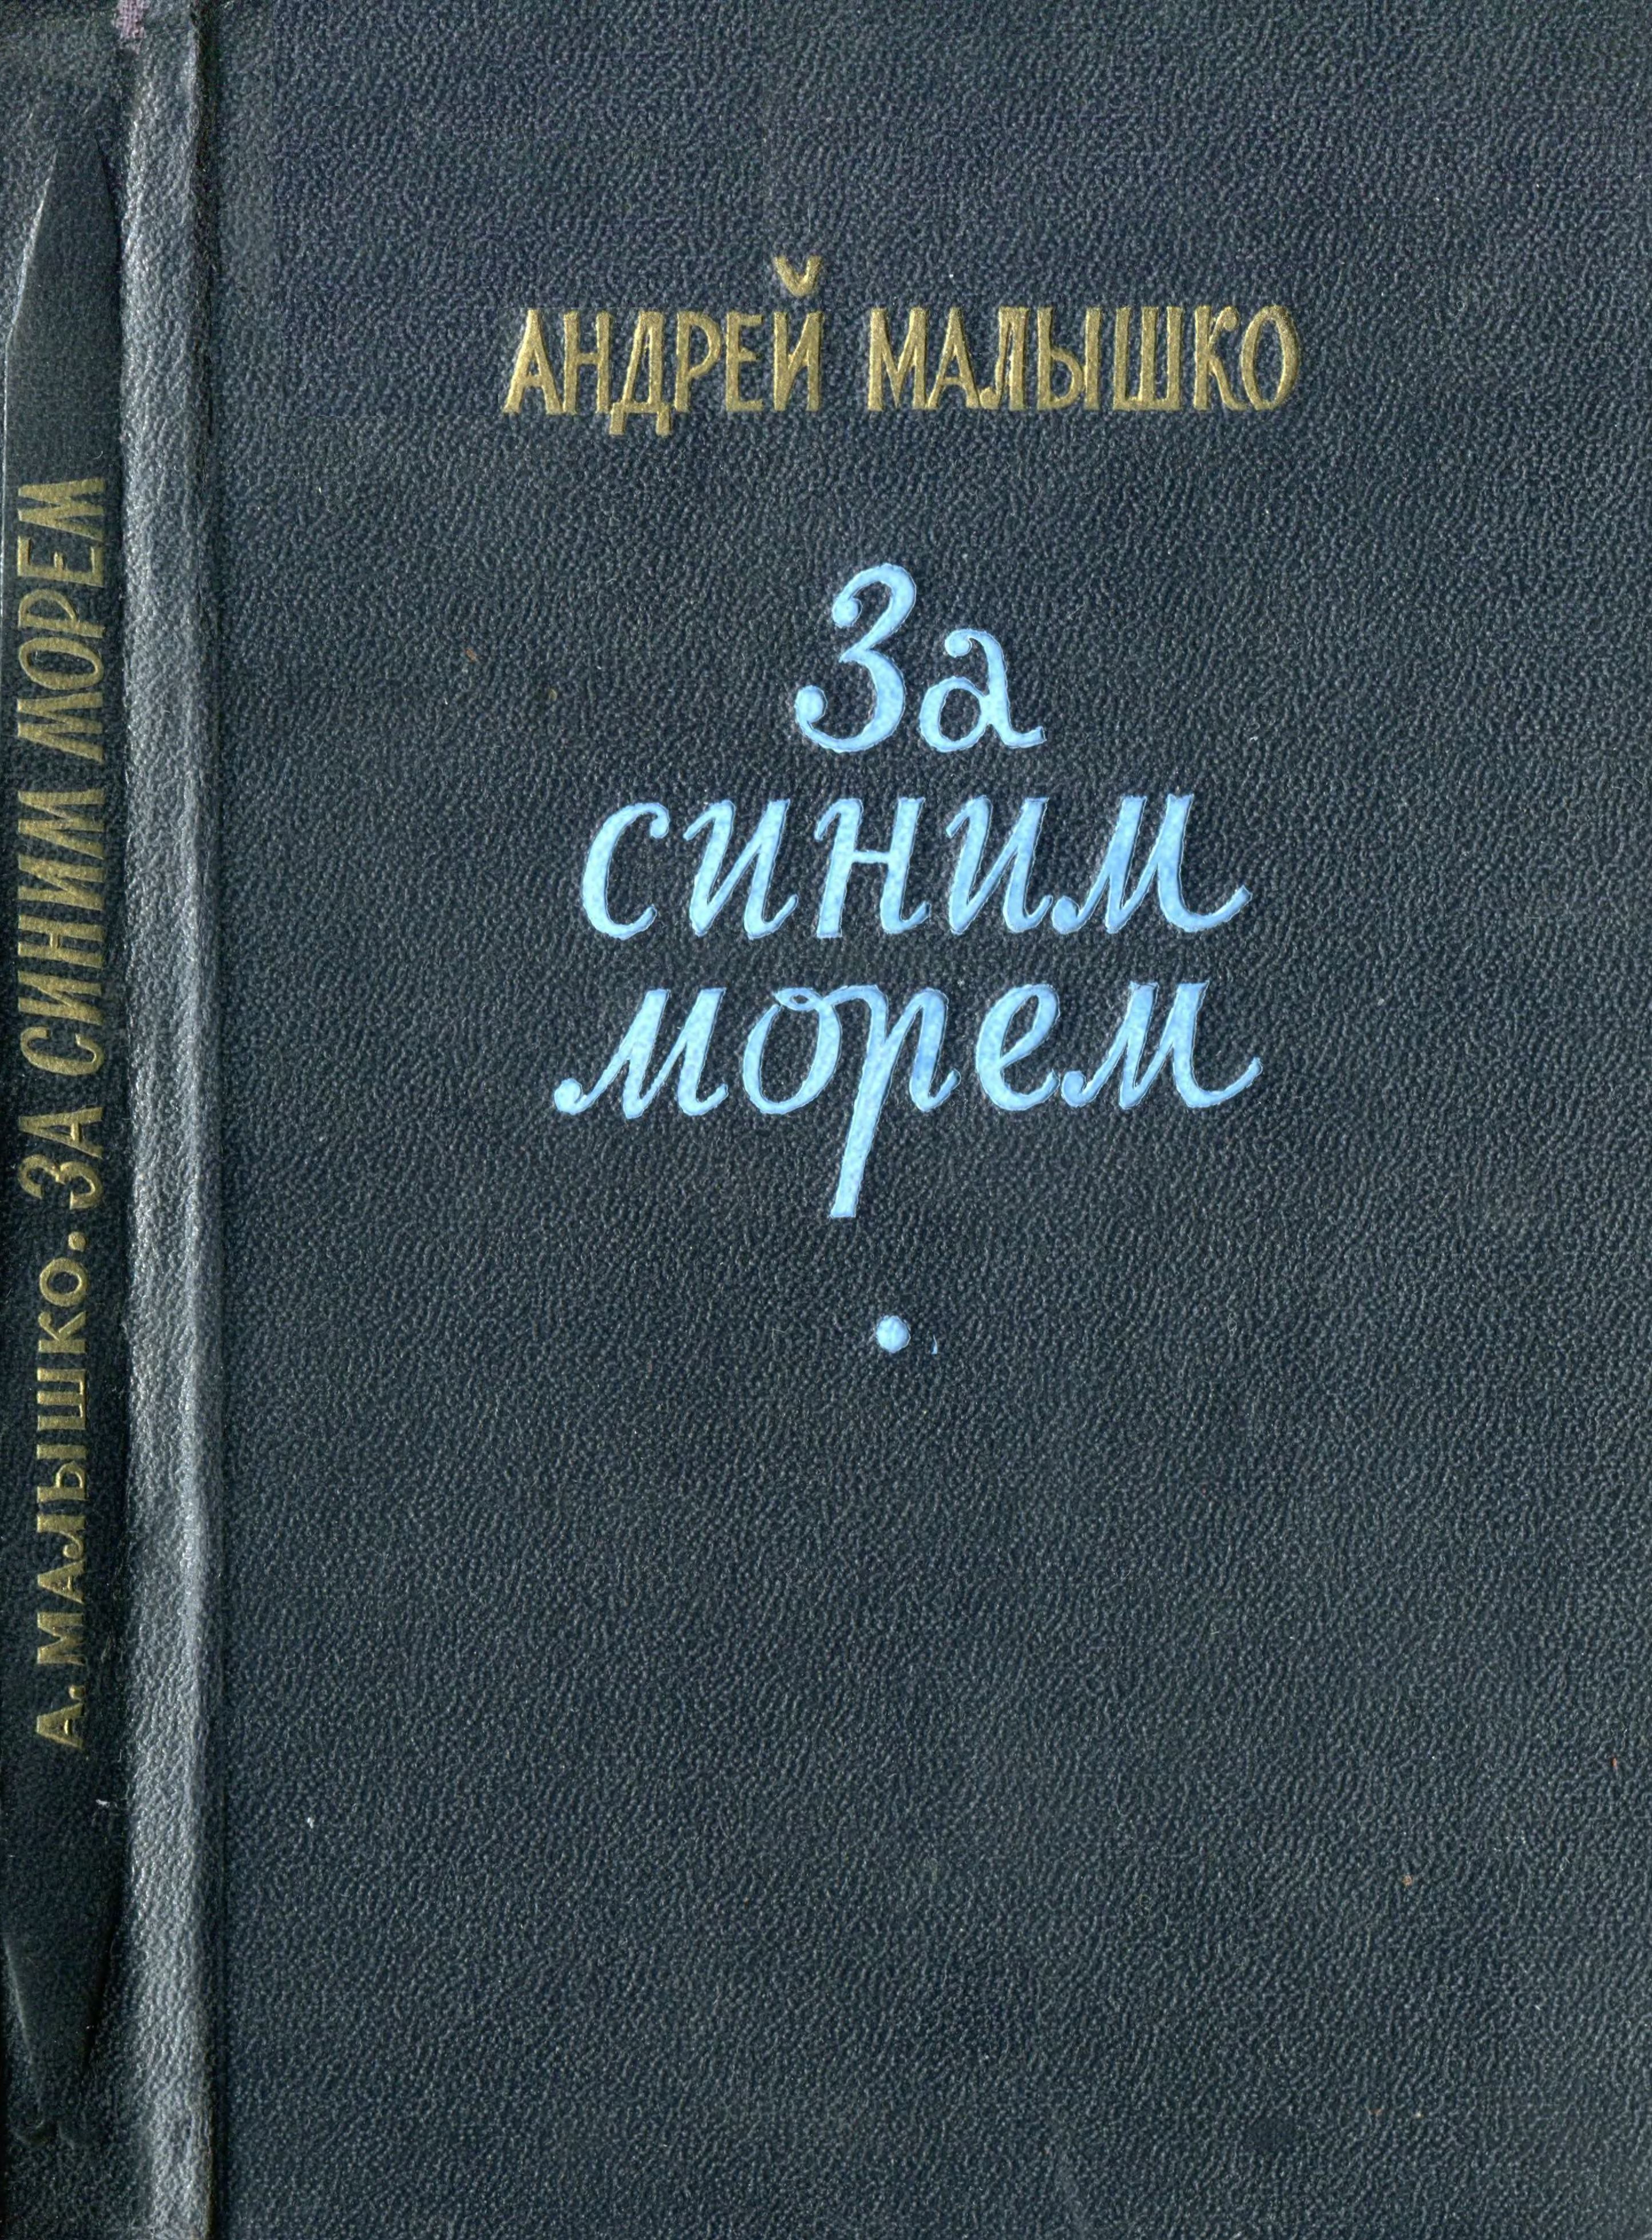 АНДРЕЙ МАЛЫШКО
За
синим
морем
А. МАЛЫШКО. ЗА СИНИМ МОРЕМ